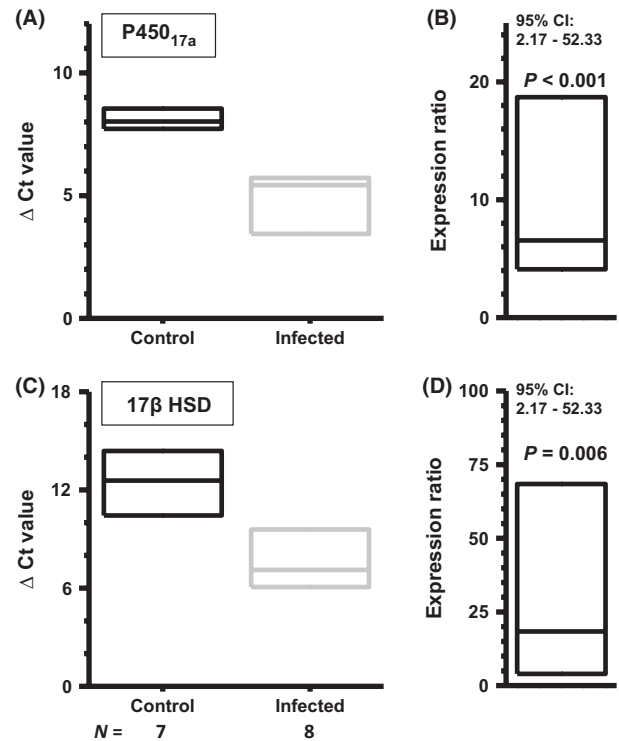 (A)
P450₁₇ₐ
10
5
0
Δ Ct value
Control
Infected
(B)
95% CI:
2.17 - 52.33
P < 0.001
20
10
0
Expression ratio
(C)
17β HSD
18
12
6
0
Δ Ct value
Control
Infected
N = 7 8
(D)
95% CI:
2.17 - 52.33
P = 0.006
100
75
50
25
0
Expression ratio